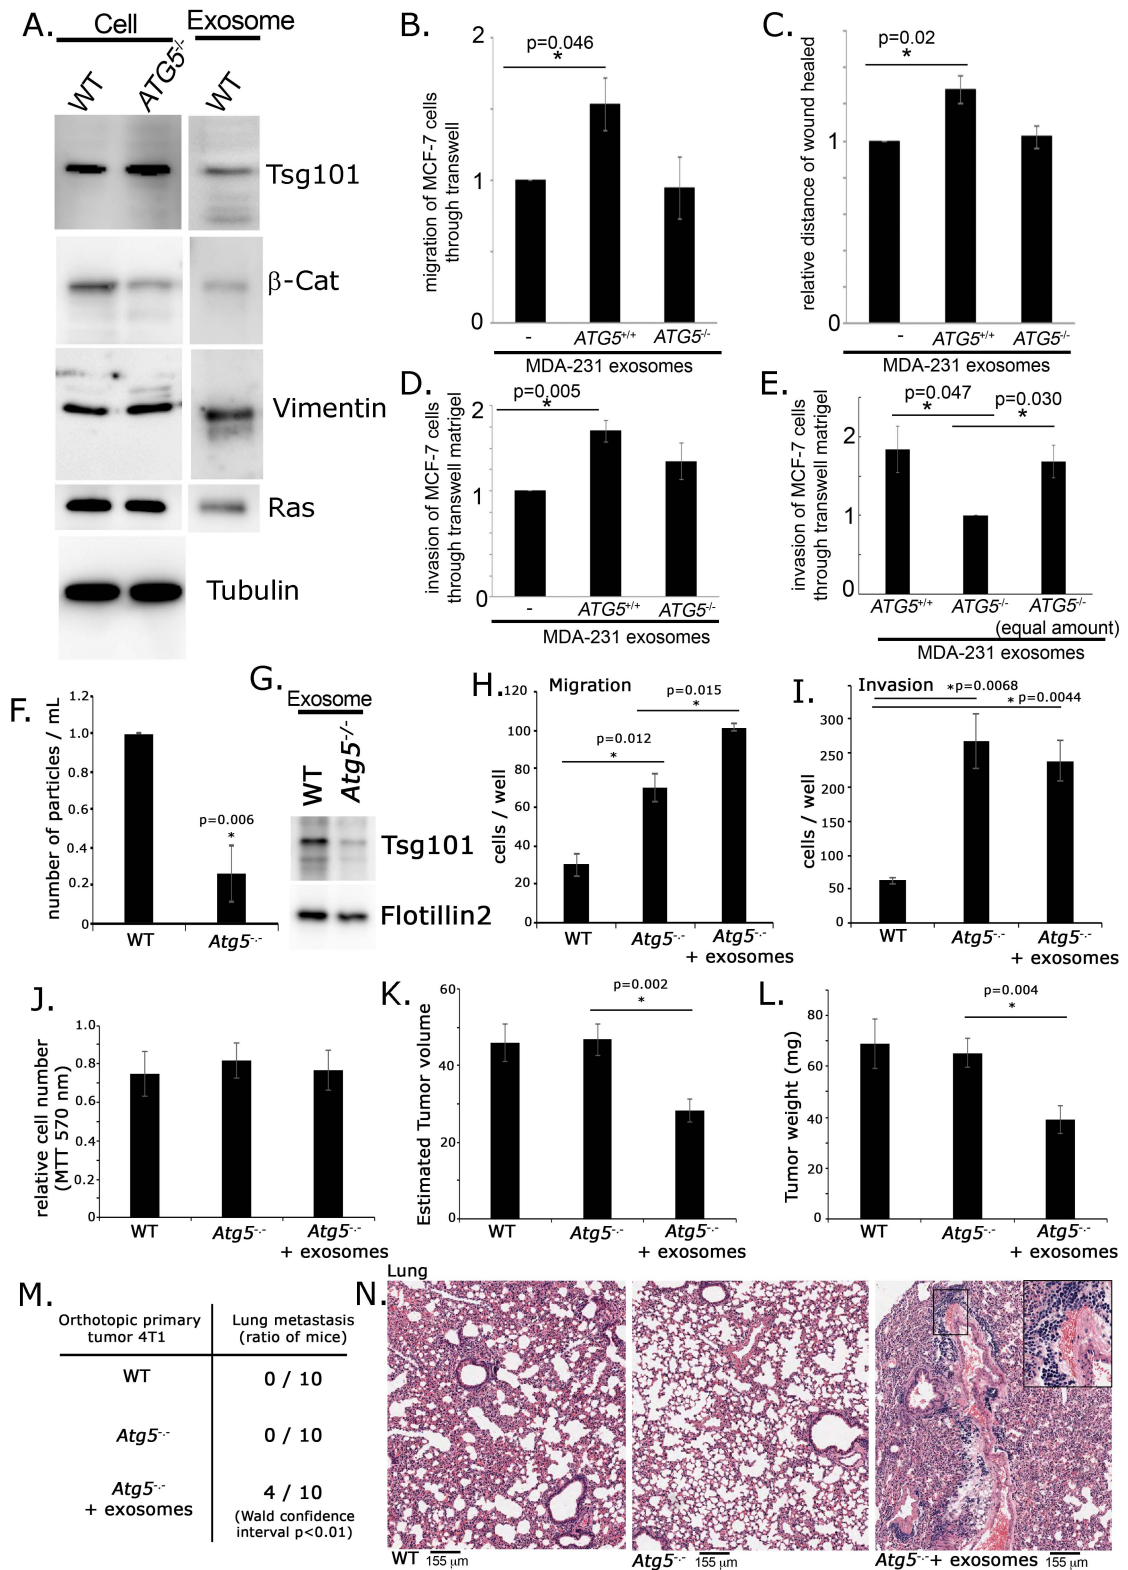 A.
Cell
Exosome
WT
ATG5-/-
WT
Tsg101
β-Cat
Vimentin
Ras
Tubulin
B.
2
1
0
p=0.046
*
migration of MCF-7 cells
through transwell
-
ATG5+/+
ATG5-/-
MDA-231 exosomes
C.
1
0
p=0.02
*
relative distance of wound healed
-
ATG5+/+
ATG5-/-
MDA-231 exosomes
D.
2
1
0
p=0.005
*
invasion of MCF-7 cells
through transwell matrigel
-
ATG5+/+
ATG5-/-
MDA-231 exosomes
E.
2
1
0
p=0.047
*
p=0.030
*
invasion of MCF-7 cells
through transwell matrigel
ATG5+/+
ATG5-/-
ATG5-/-
(equal amount)
MDA-231 exosomes
F.
1.2
1.0
0.8
0.6
0.4
0.2
0
number of particles / mL
p=0.006
*
WT
Atg5-.-
G.
Exosome
WT
Atg5-/-
Tsg101
Flotillin2
H.
Migration
120
100
80
60
40
20
0
cells / well
p=0.012
*
p=0.015
*
WT
Atg5-.-
Atg5-.-
+ exosomes
I.
Invasion
300
250
200
150
100
50
0
cells / well
*p=0.0068
* p=0.0044
WT
Atg5-.-
Atg5-.-
+ exosomes
J.
1.0
0.8
0.6
0.4
0.2
0
relative cell number
(MTT 570 nm)
WT
Atg5-.-
Atg5-.-
+ exosomes
K.
60
40
20
0
Estimated Tumor volume
p=0.002
*
WT
Atg5-.-
Atg5-.-
+ exosomes
L.
80
60
40
20
0
Tumor weight (mg)
p=0.004
*
WT
Atg5-.-
Atg5-.-
+ exosomes
M.
Orthotopic primary
tumor 4T1
Lung metastasis
(ratio of mice)
WT
0 / 10
Atg5-.-
0 / 10
Atg5-.-
+ exosomes
4 / 10
(Wald confidence
interval p<0.01)
N.
Lung
WT 155 µm
Atg5-.- 155 µm
Atg5-.-+ exosomes 155 µm